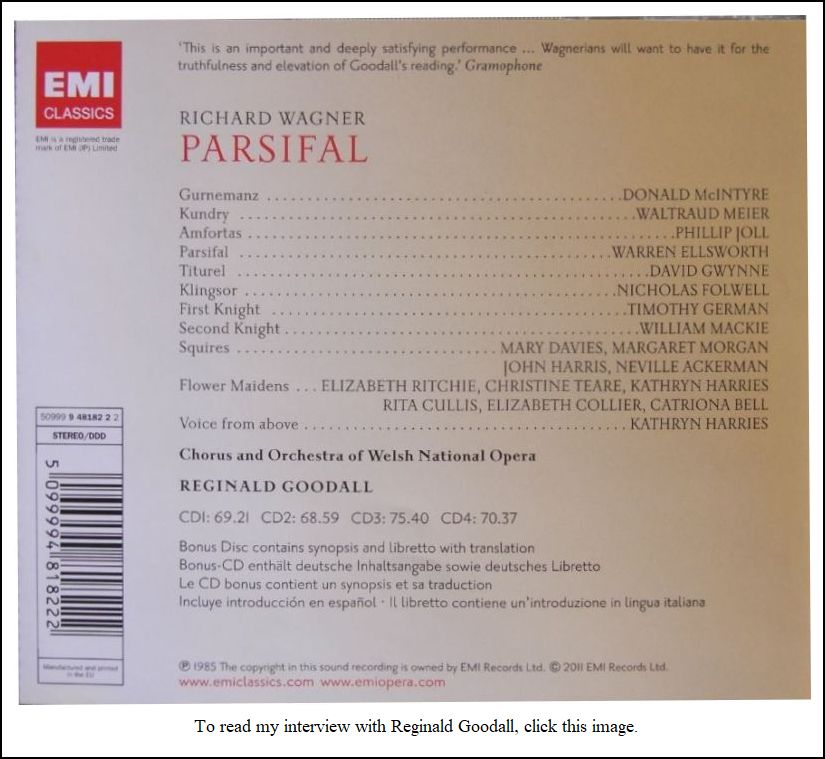 'This is an important and deeply satisfying performance ... Wagnerians will want to have it for the
truthfulness and elevation of Goodall's reading.' Gramophone
EMI
CLASSICS
EMI is a registered trade
mark of EMI (IP) Limited
RICHARD WAGNER
PARSIFAL
Gurnemanz ............................................DONALD McINTYRE
Kundry .................................................WALTRAUD MEIER
Amfortas .....................................................PHILLIP JOLL
Parsifal ..............................................WARREN ELLSWORTH
Titurel ...................................................DAVID GWYNNE
Klingsor ..............................................NICHOLAS FOLWELL
First Knight ............................................TIMOTHY GERMAN
Second Knight ..........................................WILLIAM MACKIE
Squires ................................MARY DAVIES, MARGARET MORGAN
JOHN HARRIS, NEVILLE ACKERMAN
Flower Maidens ... ELIZABETH RITCHIE, CHRISTINE TEARE, KATHRYN HARRIES
RITA CULLIS, ELIZABETH COLLIER, CATRIONA BELL
Voice from above ........................................KATHRYN HARRIES
Chorus and Orchestra of Welsh National Opera
REGINALD GOODALL
CD1: 69.21 CD2: 68.59 CD3: 75.40 CD4: 70.37
Bonus Disc contains synopsis and libretto with translation
Bonus-CD enthält deutsche Inhaltsangabe sowie deutsches Libretto
Le CD bonus contient un synopsis et sa traduction
Incluye introducción en español · Il libretto contiene un'introduzione in lingua italiana
50999 9 48182 2 2
STEREO/DDD
5 099994 818222
Manufactured and printed
in the EU
℗ 1985 The copyright in this sound recording is owned by EMI Records Ltd. © 2011 EMI Records Ltd.
www.emiclassics.com www.emiopera.com
To read my interview with Reginald Goodall, click this image.